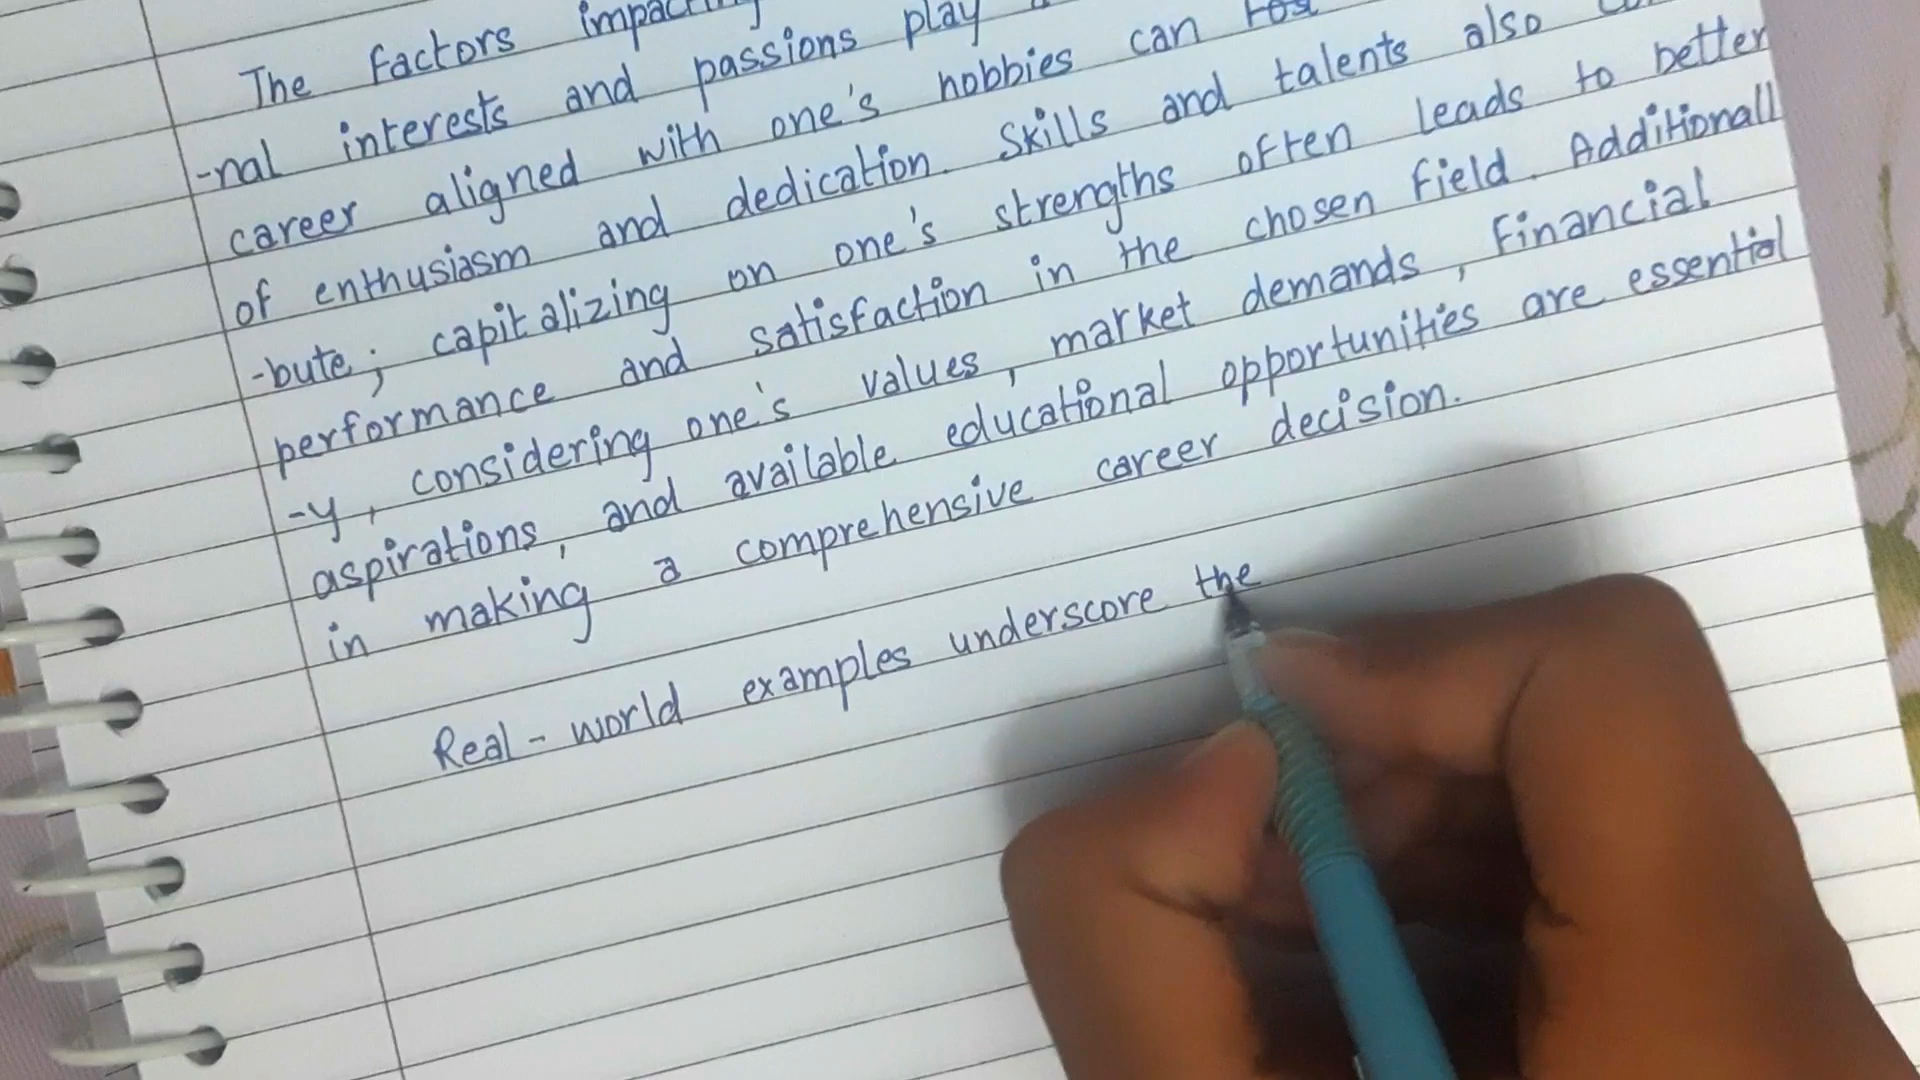 The factors impacting
-nal interests and passions play
career aligned with one's hobbies can
of enthusiasm and dedication. Skills and talents also
-bute; capitalizing on one's strengths often leads to better
performance and satisfaction in the chosen field. Additionall
-y, considering one's values, market demands, financial
aspirations, and available educational opportunities are essential
in making a comprehensive career decision.
Real-world examples underscore the